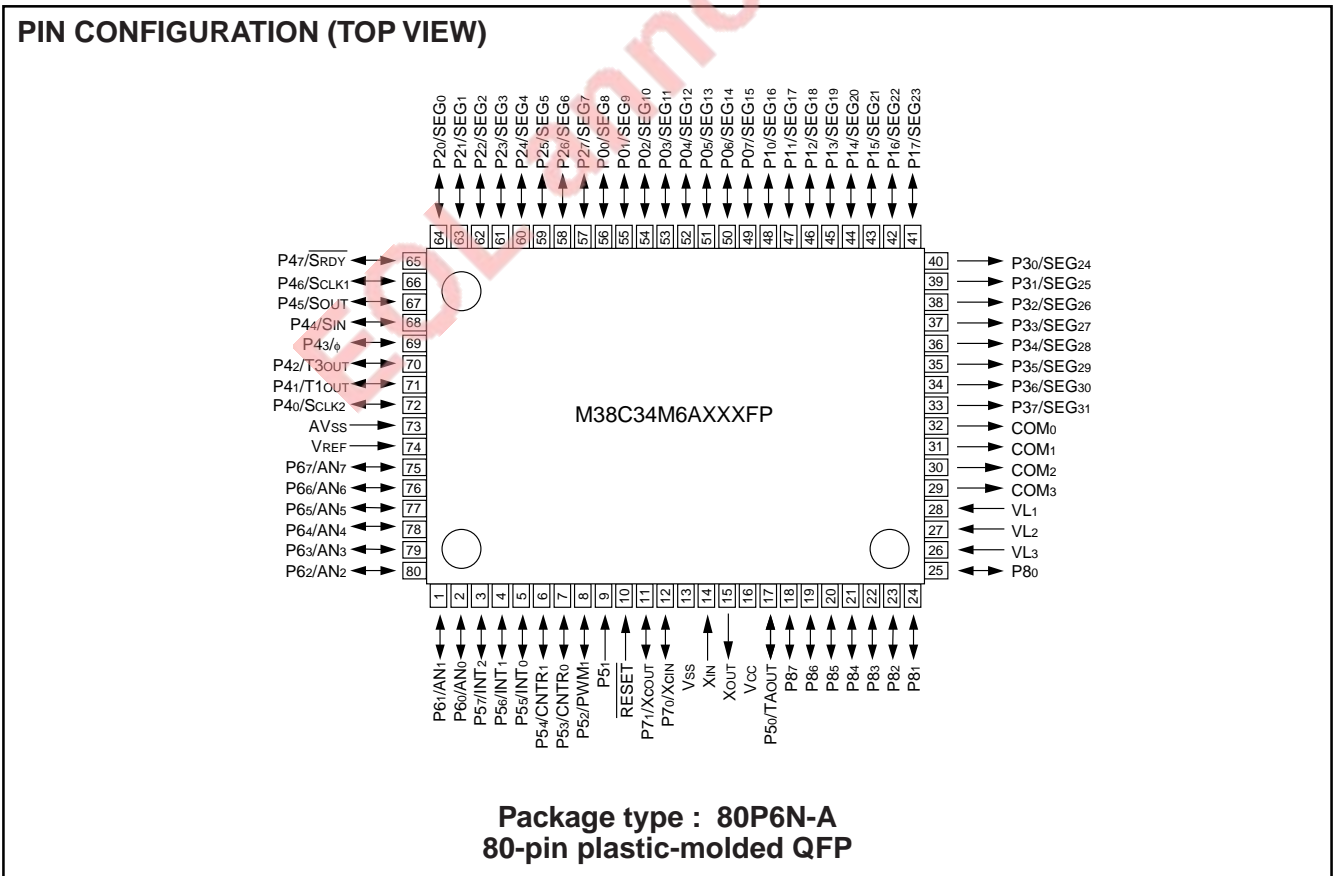 PIN CONFIGURATION (TOP VIEW)
EOL anno
P20/SEG0
P21/SEG1
P22/SEG2
P23/SEG3
P24/SEG4
P25/SEG5
P26/SEG6
P27/SEG7
P00/SEG8
P01/SEG9
P02/SEG10
P03/SEG11
P04/SEG12
P05/SEG13
P06/SEG14
P07/SEG15
P10/SEG16
P11/SEG17
P12/SEG18
P13/SEG19
P14/SEG20
P15/SEG21
P16/SEG22
P17/SEG23
64 63 62 61 60 59 58 57 56 55 54 53 52 51 50 49 48 47 46 45 44 43 42 41
P47/SRDY 65
P46/SCLK1 66
P45/SOUT 67
P44/SIN 68
P43/φ 69
P42/T3OUT 70
P41/T1OUT 71
P40/SCLK2 72
AVSS 73
VREF 74
P67/AN7 75
P66/AN6 76
P65/AN5 77
P64/AN4 78
P63/AN3 79
P62/AN2 80
M38C34M6AXXXFP
40 P30/SEG24
39 P31/SEG25
38 P32/SEG26
37 P33/SEG27
36 P34/SEG28
35 P35/SEG29
34 P36/SEG30
33 P37/SEG31
32 COM0
31 COM1
30 COM2
29 COM3
28 VL1
27 VL2
26 VL3
25 P80
1 2 3 4 5 6 7 8 9 10 11 12 13 14 15 16 17 18 19 20 21 22 23 24
P61/AN1
P60/AN0
P57/INT2
P56/INT1
P55/INT0
P54/CNTR1
P53/CNTR0
P52/PWM1
P51
RESET
P71/XCOUT
P70/XCIN
VSS
XIN
XOUT
VCC
P50/TAOUT
P87
P86
P85
P84
P83
P82
P81
Package type : 80P6N-A
80-pin plastic-molded QFP